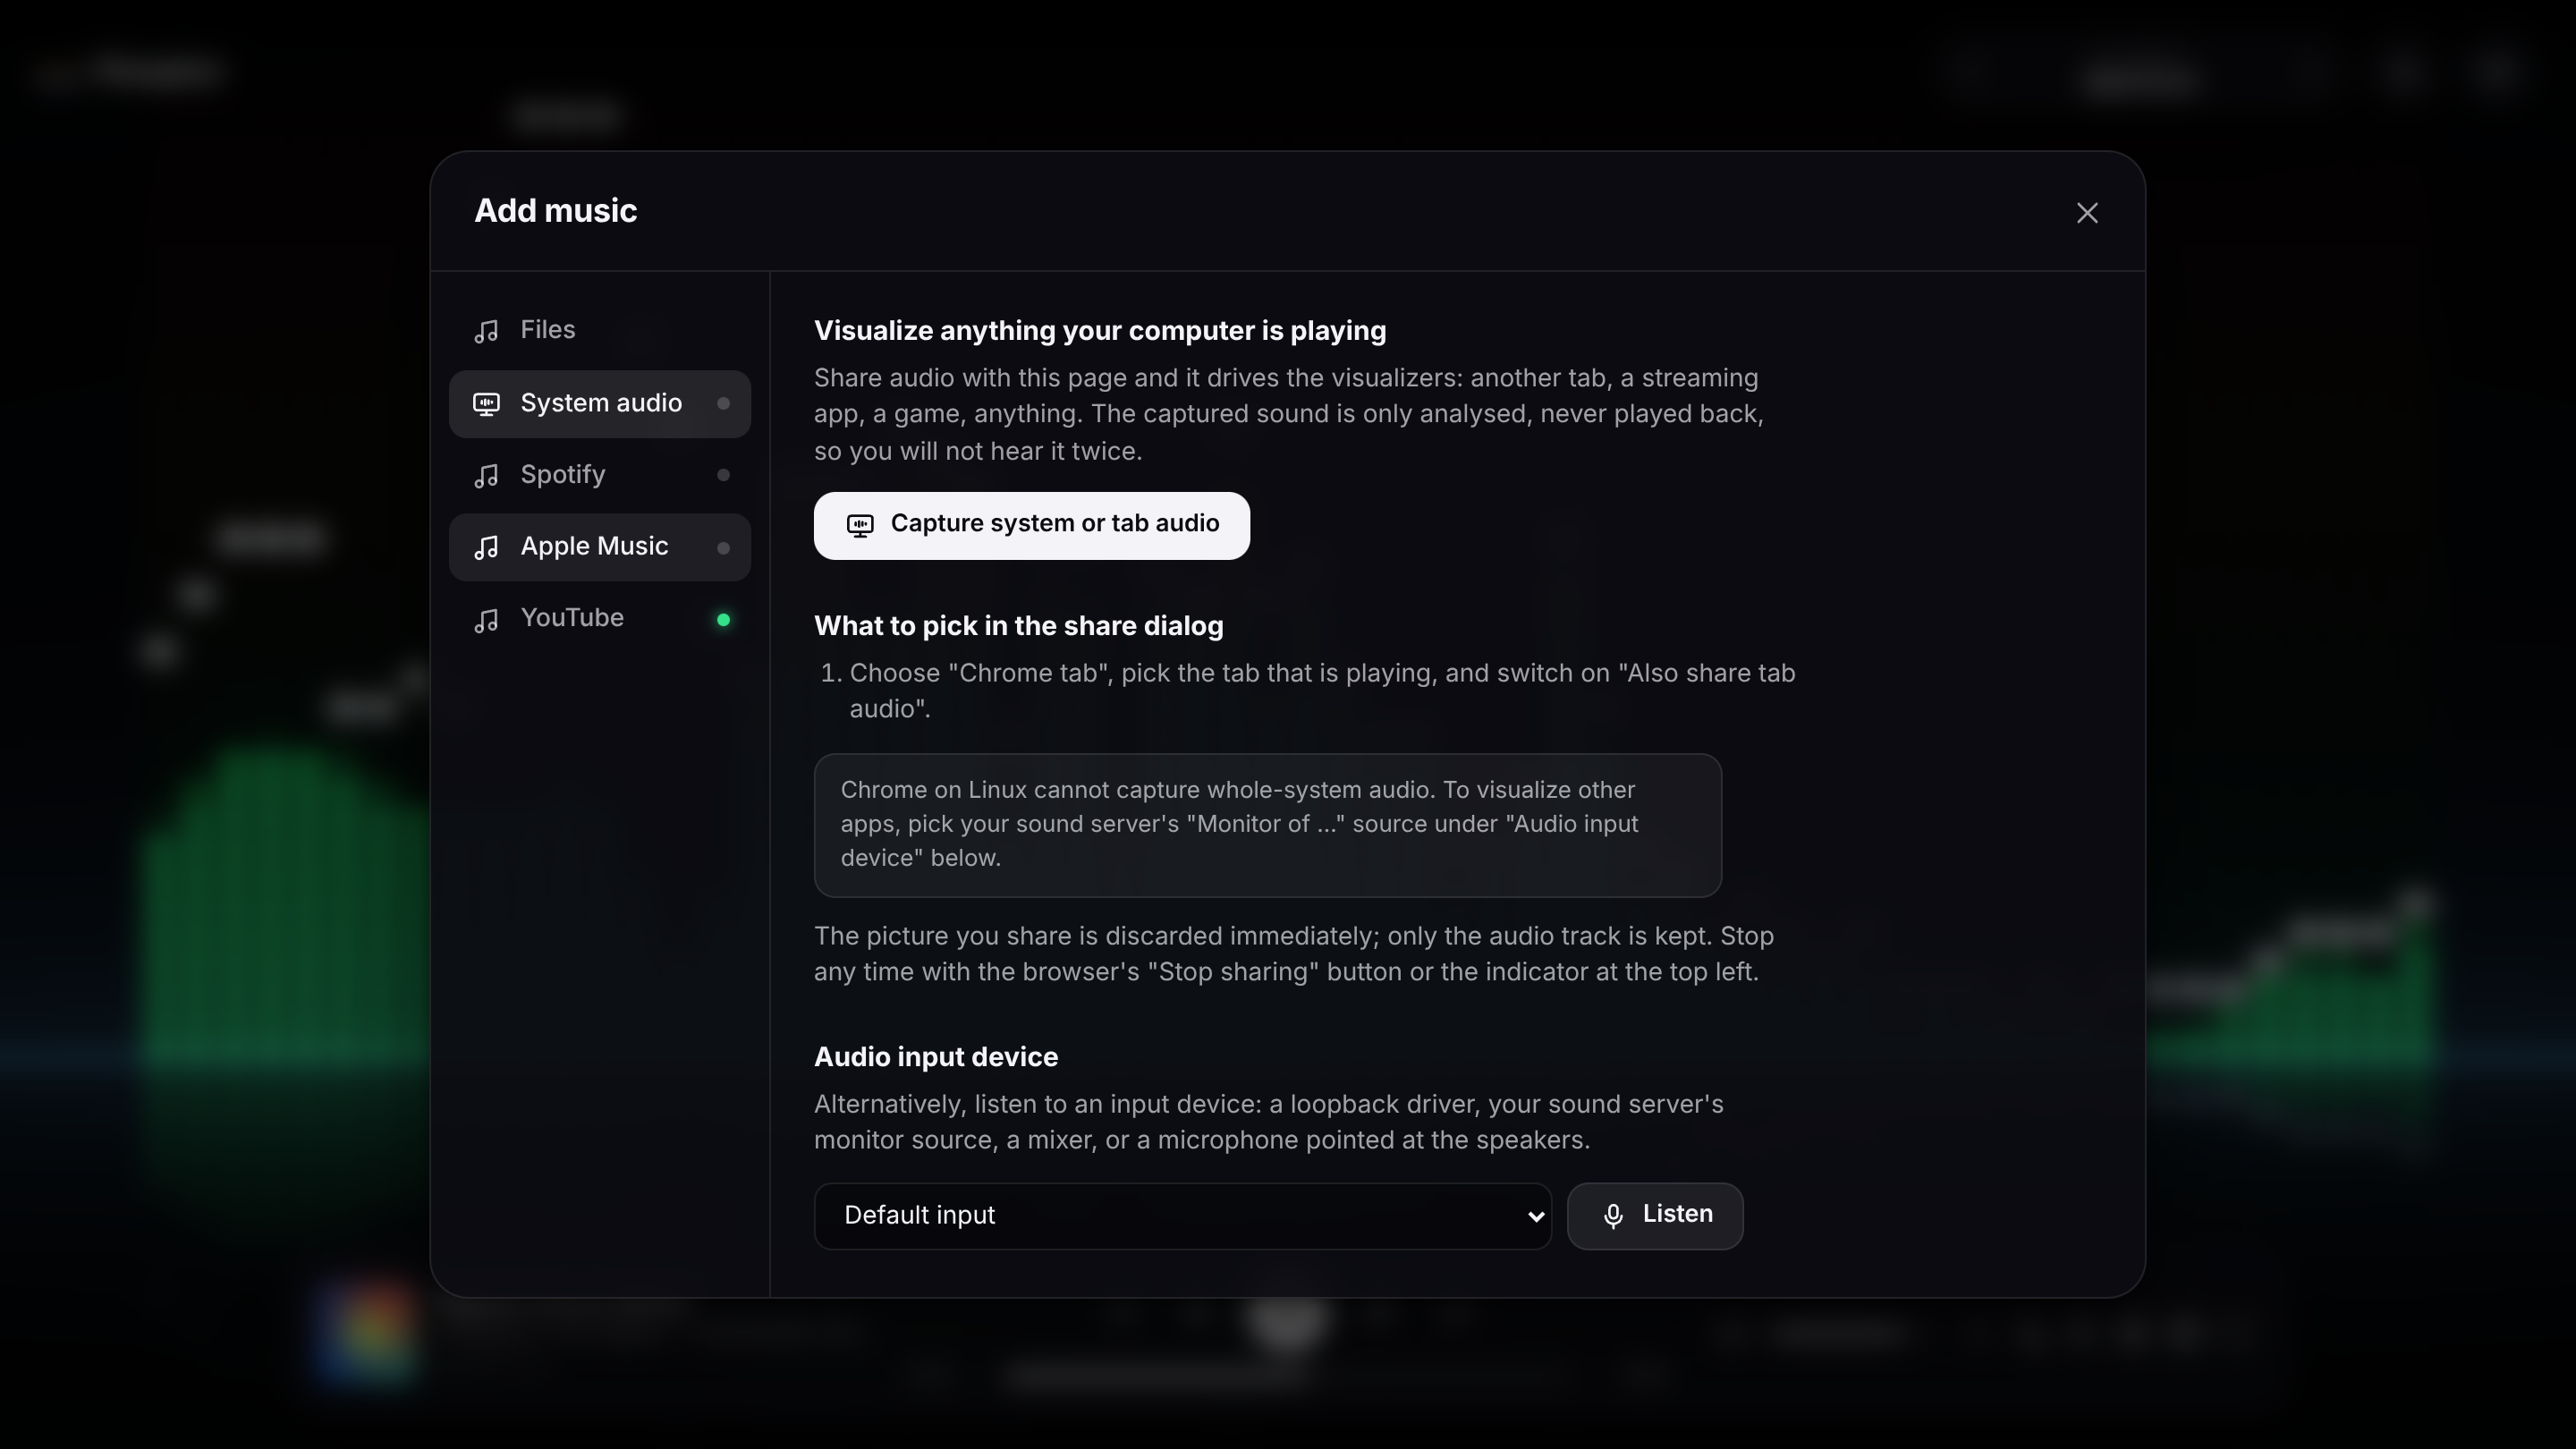 Add music
Files
System audio
Spotify
Apple Music
YouTube
Visualize anything your computer is playing
Share audio with this page and it drives the visualizers: another tab, a streaming
app, a game, anything. The captured sound is only analysed, never played back,
so you will not hear it twice.
Capture system or tab audio
What to pick in the share dialog
1. Choose "Chrome tab", pick the tab that is playing, and switch on "Also share tab
audio".
Chrome on Linux cannot capture whole-system audio. To visualize other
apps, pick your sound server's "Monitor of ..." source under "Audio input
device" below.
The picture you share is discarded immediately; only the audio track is kept. Stop
any time with the browser's "Stop sharing" button or the indicator at the top left.
Audio input device
Alternatively, listen to an input device: a loopback driver, your sound server's
monitor source, a mixer, or a microphone pointed at the speakers.
Default input
Listen